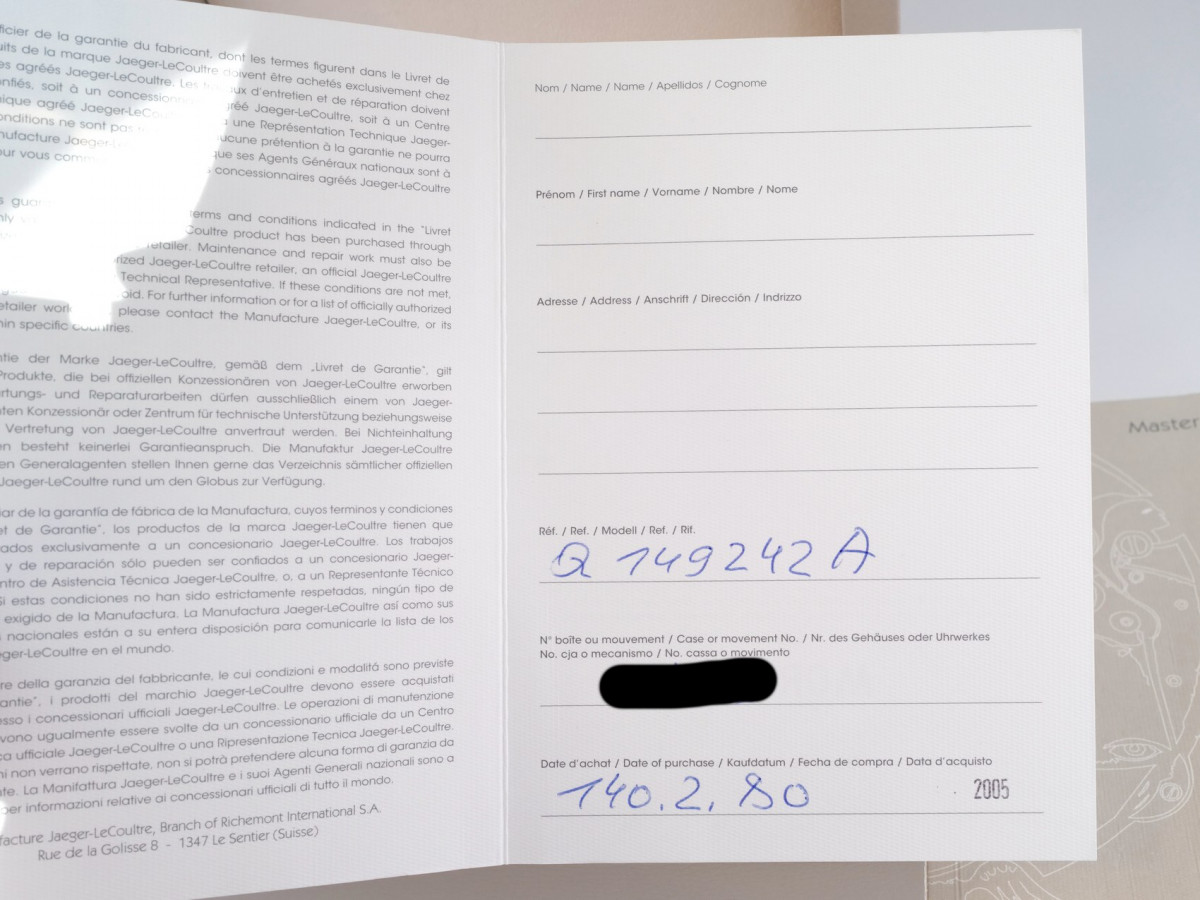 ficier de la garantie du fabricant, dont les termes figurent dans le Livret de
uits de la marque Jaeger-LeCoultre doivent être achetés exclusivement chez
es agréés Jaeger-LeCoultre. Les d'entretien et de réparation doivent
onfiés, soit à un Jaeger-LeCoultre, soit à un Centre
nique agréé une Représentation Technique Jaeger-
onditions ne sont pas ucune prétention à la garantie ne pourra
nufacture que ses Agents Généraux nationaux sont à
our vous concessionnaires agréés Jaeger-LeCoultre
erms and conditions indicated in the "Livret
Coultre product has been purchased through
retailer. Maintenance and repair work must also be
rized Jaeger-LeCoultre retailer, an official Jaeger-LeCoultre
Technical Representative. If these conditions are not met,
oid. For further information or for a list of officially authorized
etailer please contact the Manufacture Jaeger-LeCoultre, or its
hin specific countries.
ntie der Marke Jaeger-LeCoultre, gemäß dem „Livret de Garantie", gilt
Produkte, die bei offiziellen Konzessionären von Jaeger-LeCoultre erworben
rtungs- und Reparaturarbeiten dürfen ausschließlich einem von Jaeger-
nten Konzessionär oder Zentrum für technische Unterstützung beziehungsweise
Vertretung von Jaeger-LeCoultre anvertraut werden. Bei Nichteinhaltung
en besteht keinerlei Garantieanspruch. Die Manufaktur Jaeger-LeCoultre
en Generalagenten stellen Ihnen gerne das Verzeichnis sämtlicher offiziellen
Jaeger-LeCoultre rund um den Globus zur Verfügung.
iar de la garantía de fábrica de la Manufactura, cuyos terminos y condiciones
et de Garantie", los productos de la marca Jaeger-LeCoultre tienen que
ados exclusivamente a un concesionario Jaeger-LeCoultre. Los trabajos
y de reparación sólo pueden ser confiados a un concesionario Jaeger-
ntro de Asistencia Técnica Jaeger-LeCoultre, o, a un Representante Técnico
Si estas condiciones no han sido estrictamente respetadas, ningún tipo de
exigido de la Manufactura. La Manufactura Jaeger-LeCoultre así como sus
nacionales están a su entera disposición para comunicarle la lista de los
eger-LeCoultre en el mundo.
re della garanzia del fabbricante, le cui condizioni e modalitá sono previste
rantie", i prodotti del marchio Jaeger-LeCoultre devono essere acquistati
esso i concessionari ufficiali Jaeger-LeCoultre. Le operazioni di manutenzione
evono ugualmente essere svolte da un concessionario ufficiale da un Centro
ca ufficiale Jaeger-LeCoultre o una Ripresentazione Tecnica Jaeger-LeCoultre.
ni non verrano rispettate, non si potrà pretendere alcuna forma di garanzia da
nte. La Manifattura Jaeger-LeCoultre e i suoi Agenti Generali nazionali sono a
per informazioni relative ai concessionari ufficiali di tutto il mondo.
facture Jaeger-LeCoultre, Branch of Richemont International S.A.
Rue de la Golisse 8 - 1347 Le Sentier (Suisse)
Nom / Name / Name / Apellidos / Cognome
Prénom / First name / Vorname / Nombre / Nome
Adresse / Address / Anschrift / Dirección / Indrizzo
Réf. / Ref. / Modell / Ref. / Rif.
Q 149242A
N° boîte ou mouvement / Case or movement No. / Nr. des Gehäuses oder Uhrwerkes
No. cja o mecanismo / No. cassa o movimento
Date d'achat / Date of purchase / Kaufdatum / Fecha de compra / Data d'acquisto
140.2.80 2005
Master